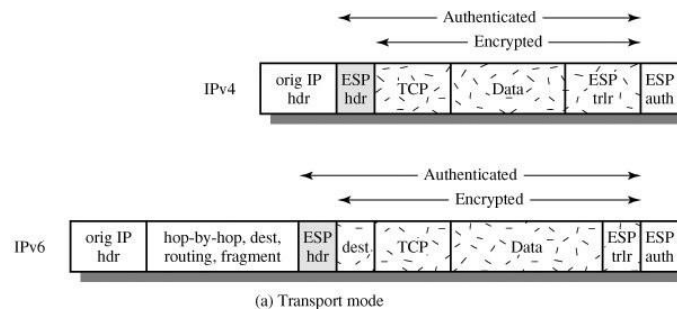 Authenticated
Encrypted
IPv4
orig IP hdr
ESP hdr
TCP
Data
ESP trlr
ESP auth
Authenticated
Encrypted
IPv6
orig IP hdr
hop-by-hop, dest, routing, fragment
ESP hdr
dest
TCP
Data
ESP trlr
ESP auth
(a) Transport mode